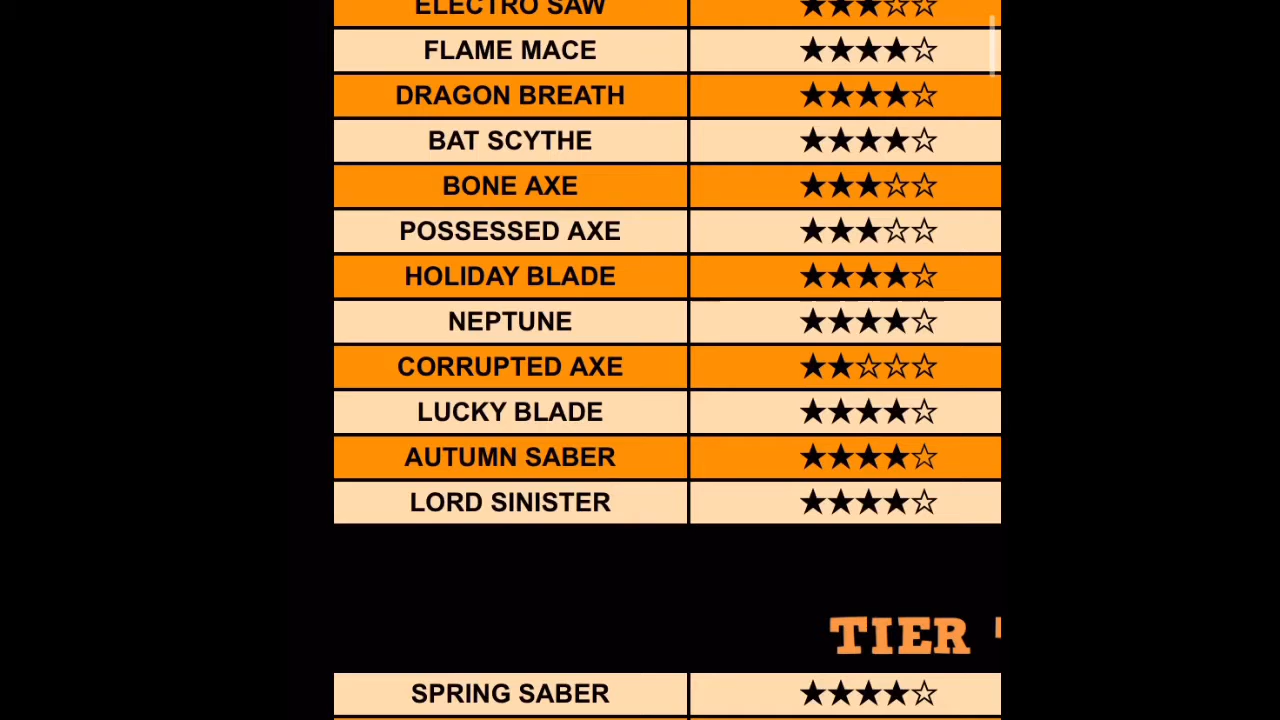 ELECTRO SAW ★★★☆☆
FLAME MACE ★★★★☆
DRAGON BREATH ★★★★☆
BAT SCYTHE ★★★★☆
BONE AXE ★★★☆☆
POSSESSED AXE ★★★☆☆
HOLIDAY BLADE ★★★★☆
NEPTUNE ★★★★☆
CORRUPTED AXE ★★☆☆☆
LUCKY BLADE ★★★★☆
AUTUMN SABER ★★★★☆
LORD SINISTER ★★★★☆
TIER
SPRING SABER ★★★★☆